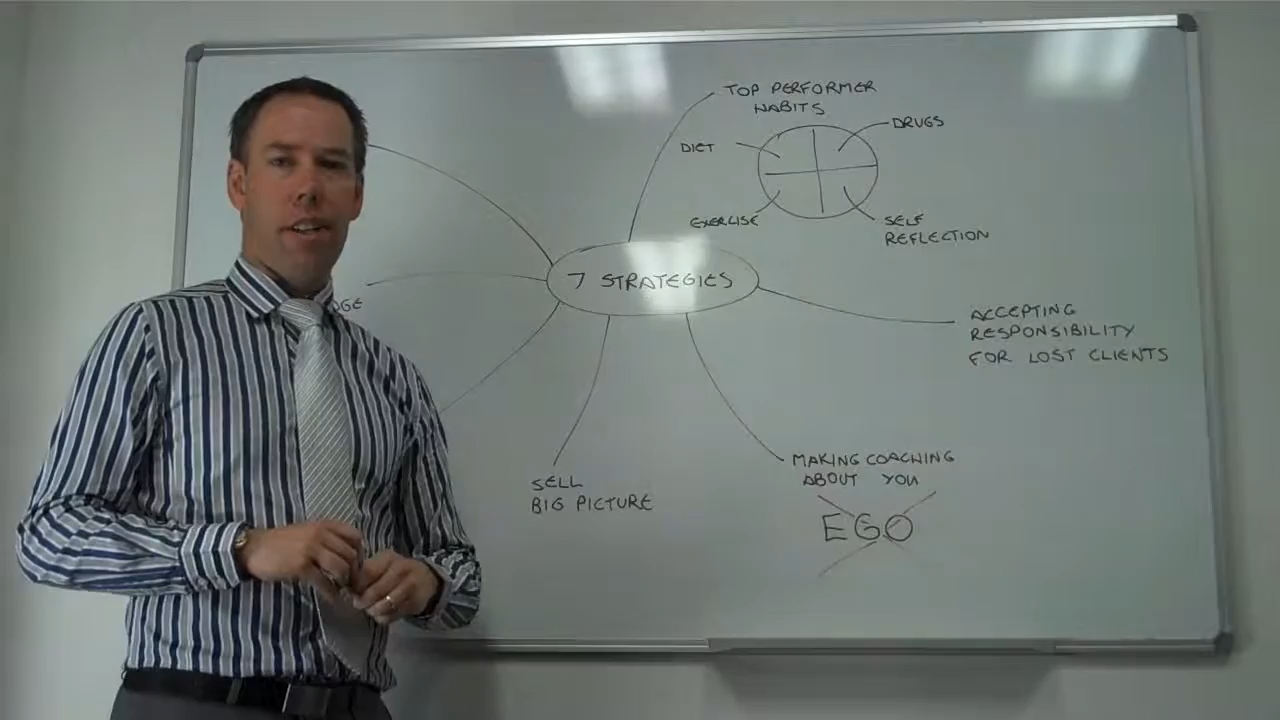 TOP PERFORMER
HABITS
DIET
DRUGS
EXERCISE
SELF
REFLECTION
7 STRATEGIES
ACCEPTING
RESPONSIBILITY
FOR LOST CLIENTS
MAKING COACHING
ABOUT YOU
EGO
SELL
BIG PICTURE